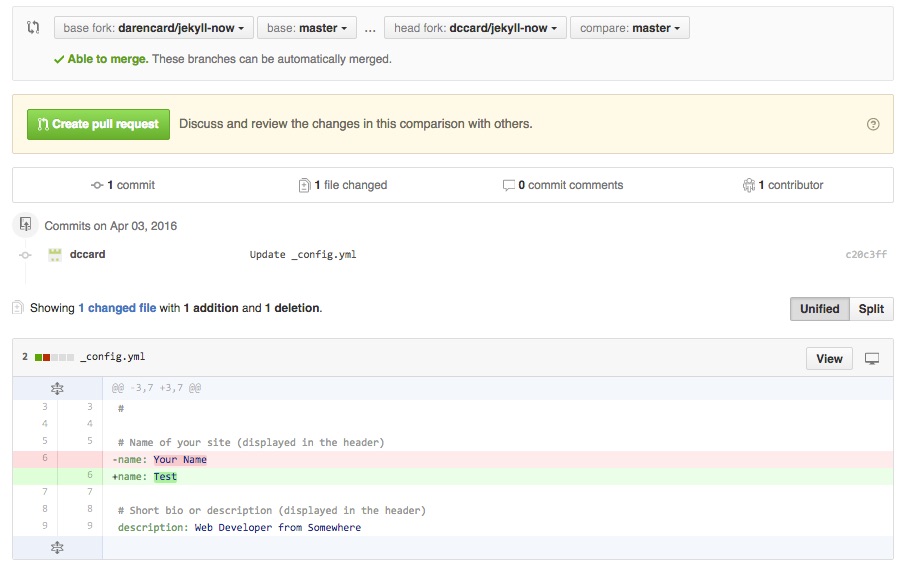 base fork: darencard/jekyll-now base: master ... head fork: dccard/jekyll-now compare: master
Able to merge. These branches can be automatically merged.
Create pull request Discuss and review the changes in this comparison with others.
1 commit 1 file changed 0 commit comments 1 contributor
Commits on Apr 03, 2016
dccard Update _config.yml c20c3ff
Showing 1 changed file with 1 addition and 1 deletion. Unified Split
2 _config.yml View
@@ -3,7 +3,7 @@
3 3 #
4 4
5 5 # Name of your site (displayed in the header)
6 -name: Your Name
6 +name: Test
7 7
8 8 # Short bio or description (displayed in the header)
9 9 description: Web Developer from Somewhere